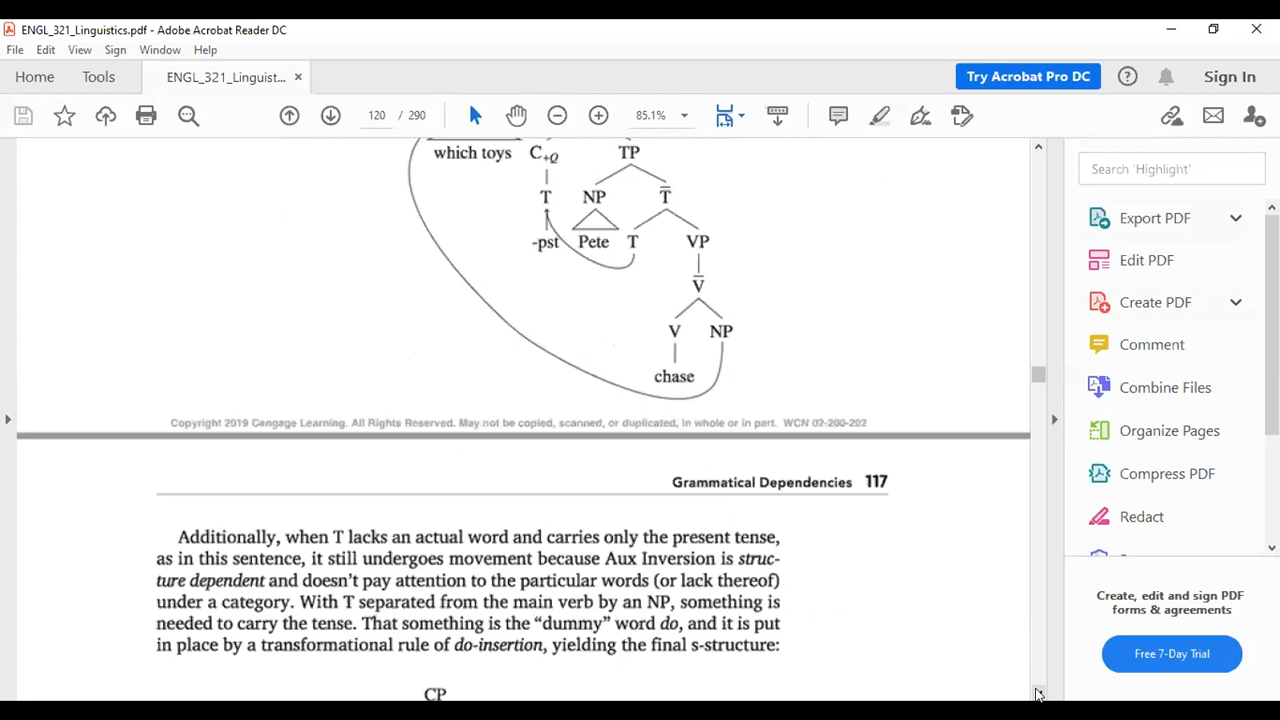 ENGL_321_Linguistics.pdf - Adobe Acrobat Reader DC
File Edit View Sign Window Help
Home Tools ENGL_321_Linguist... × Try Acrobat Pro DC ? Sign In
120 / 290 85.1%
which toys C+Q TP
T NP T̅
-pst Pete T VP
V̅
V NP
chase
Copyright 2019 Cengage Learning. All Rights Reserved. May not be copied, scanned, or duplicated, in whole or in part. WCN 02-200-202
Grammatical Dependencies 117
Additionally, when T lacks an actual word and carries only the present tense,
as in this sentence, it still undergoes movement because Aux Inversion is struc-
ture dependent and doesn't pay attention to the particular words (or lack thereof)
under a category. With T separated from the main verb by an NP, something is
needed to carry the tense. That something is the “dummy” word do, and it is put
in place by a transformational rule of do-insertion, yielding the final s-structure:
CP
Search 'Highlight'
Export PDF
Edit PDF
Create PDF
Comment
Combine Files
Organize Pages
Compress PDF
Redact
Create, edit and sign PDF
forms & agreements
Free 7-Day Trial